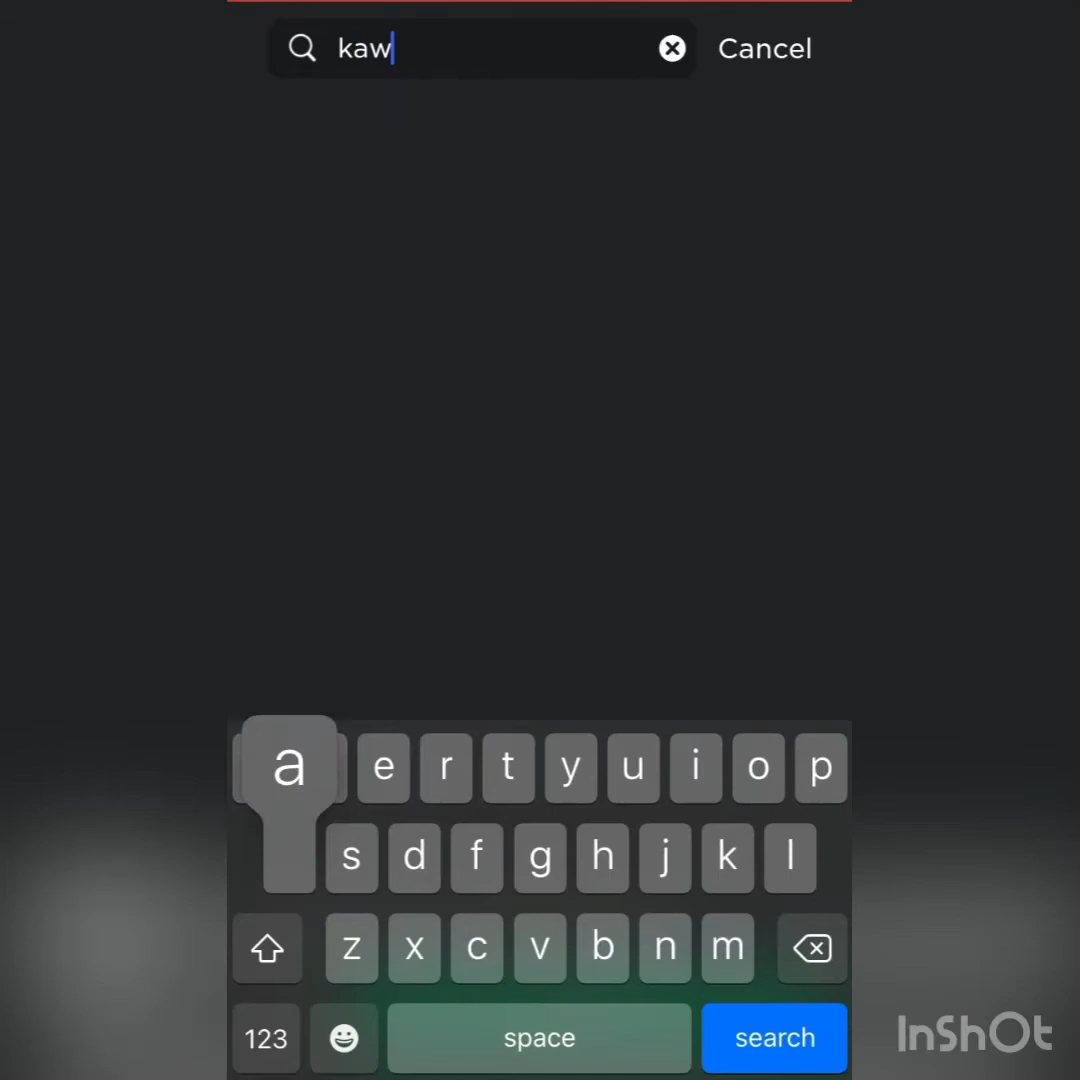 kaw
Cancel
a e r t y u i o p
s d f g h j k l
z x c v b n m
123 space search
InShOt